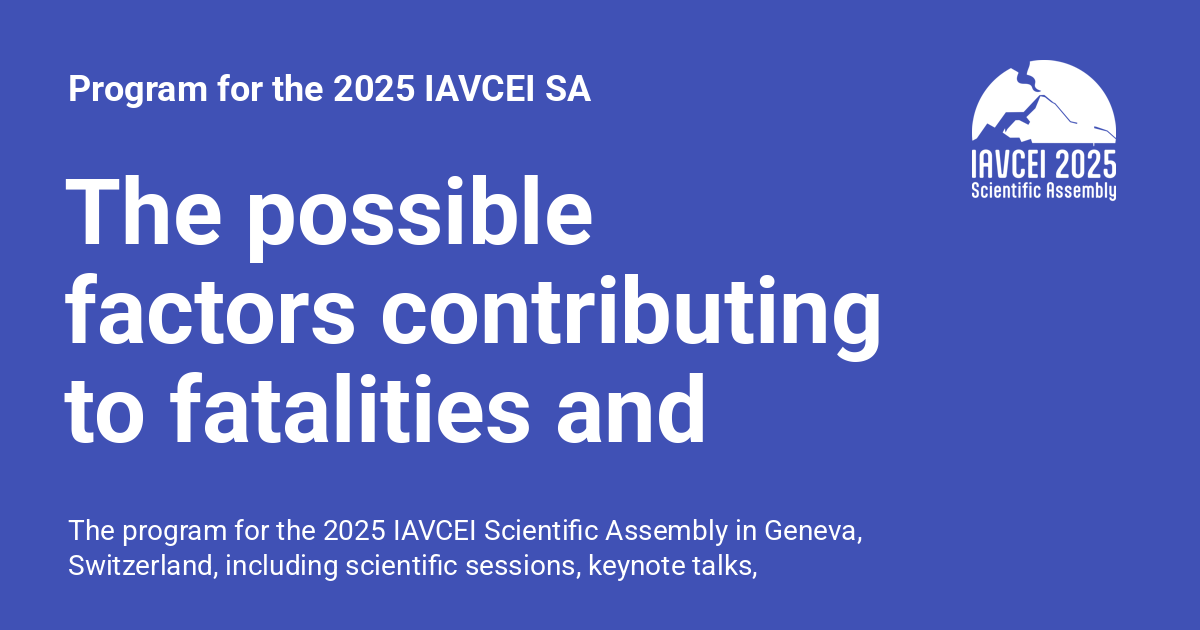 Program for the 2025 IAVCEI SA
IAVCEI 2025
Scientific Assembly
The possible
factors contributing
to fatalities and
The program for the 2025 IAVCEI Scientific Assembly in Geneva,
Switzerland, including scientific sessions, keynote talks,